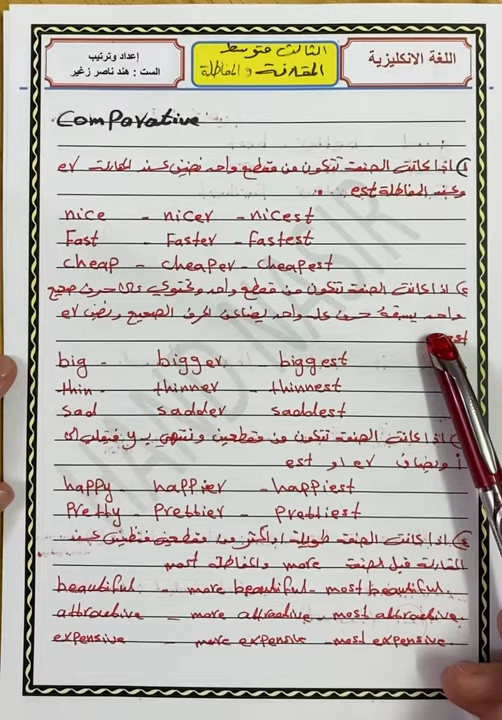 اللغة الانكليزية
الثالث متوسط
المقارنة والمفاظلة
إعداد وترتيب
الست : هند ناصر زغير
Comparative
١) اذا كانت الصفة تتكون من مقطع واحد نضيف عند المقارنة er
وعند المفاظلة est
nice - nicer - nicest
Fast - Faster - fastest
cheap - cheaper - cheapest
٢) اذا كانت الصفة تتكون من مقطع واحد وتحتوي على حرف صحيح
واحد يسبقه حرف علة واحد يضاعف الحرف الصحيح ونضيف er
est
big - bigger - biggest
thin - thinner - thinnest
sad - sadder - saddest
اذا كانت الصفة تتكون من مقطعين وتنتهي بـ y فتقلب الى
i ونضاف er او est
happy - happier - happiest
Pretty - Prettier - Prettiest
٤) اذا كانت الصفة طويلة او اكثر من مقطعين فنضيف عند
المقارنة قبل الصفة more والمفاظلة most
beautiful - more beautiful - most beautiful.
attractive - more attractive - most attractive.
expensive - more expensive - most expensive.
HAND NASIR